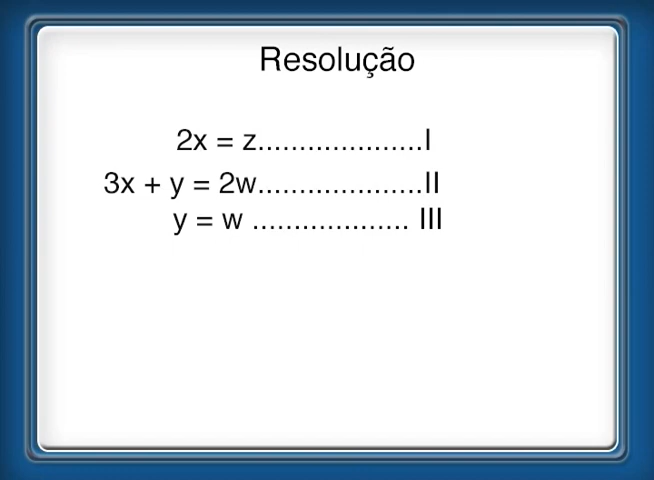 Resolução
2x = z....................I
3x + y = 2w....................II
y = w ................... III